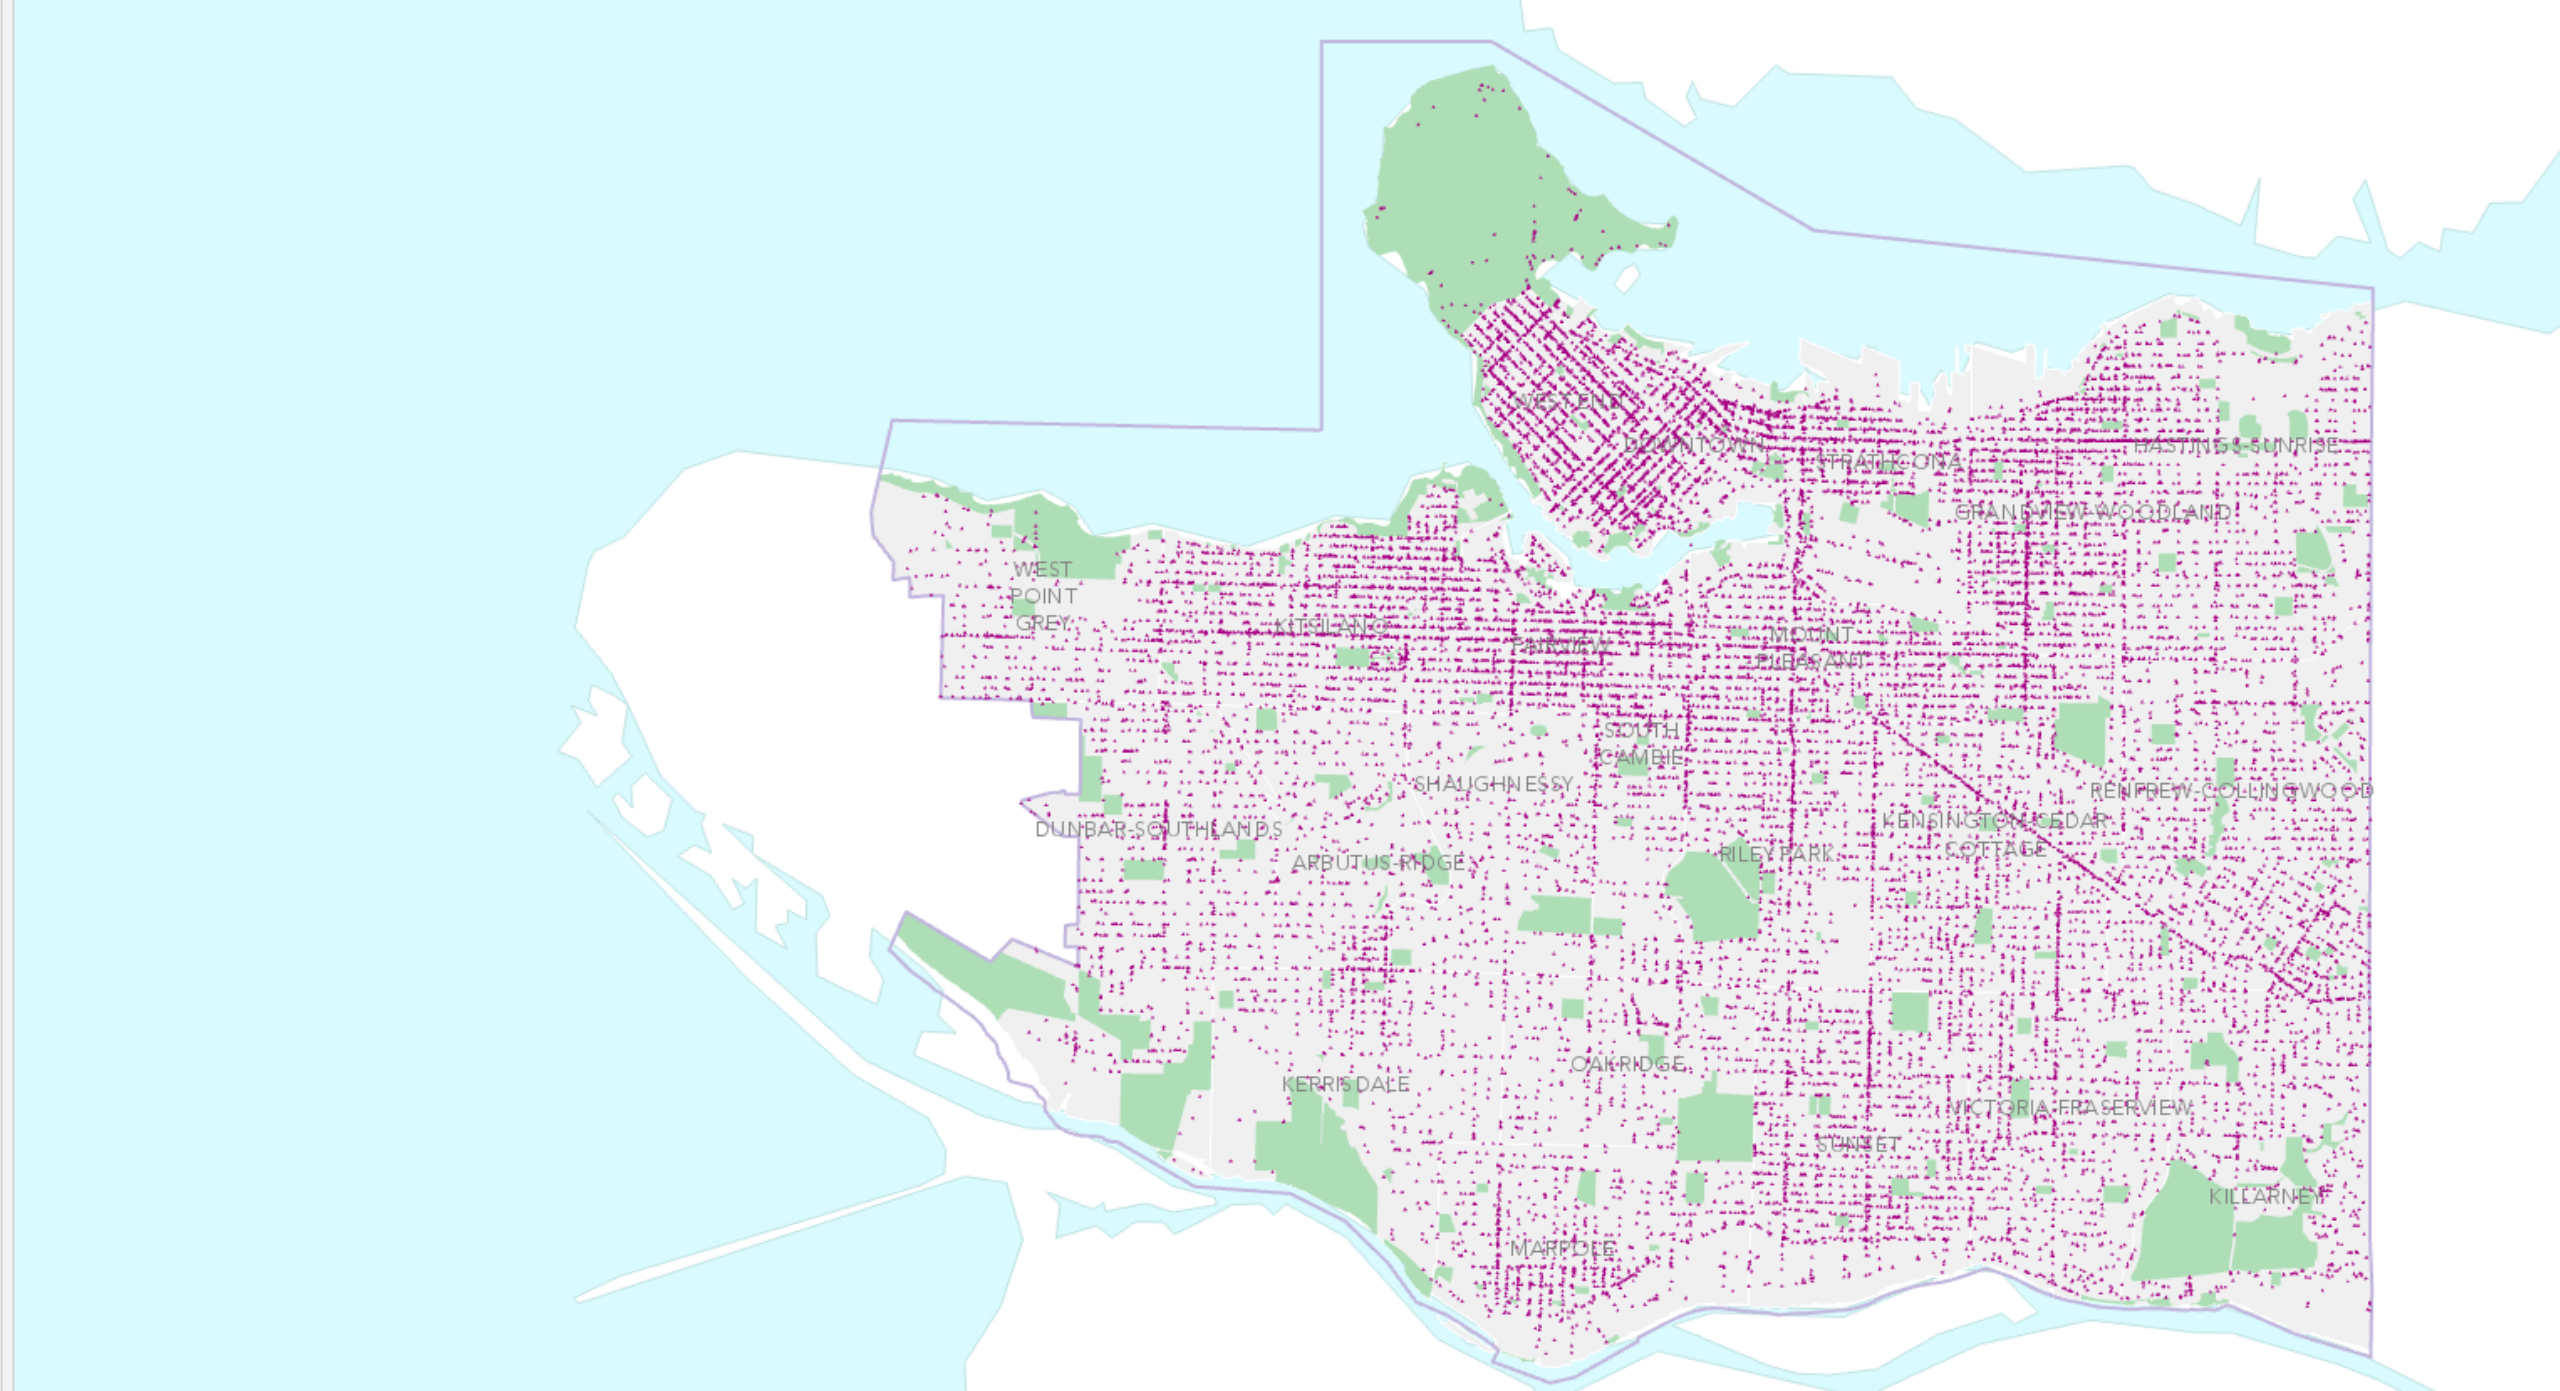 WEST END
DOWNTOWN
STRATHCONA
HASTINGS-SUNRISE
GRANDVIEW-WOODLAND
WEST
POINT
GREY
KITSILANO
FAIRVIEW
MOUNT
PLEASANT
SOUTH
CAMBIE
SHAUGHNESSY
RENFREW-COLLINGWOOD
DUNBAR-SOUTHLANDS
KENSINGTON-CEDAR
COTTAGE
ARBUTUS-RIDGE
RILEY PARK
OAKRIDGE
KERRISDALE
VICTORIA-FRASERVIEW
SUNSET
KILLARNEY
MARPOLE